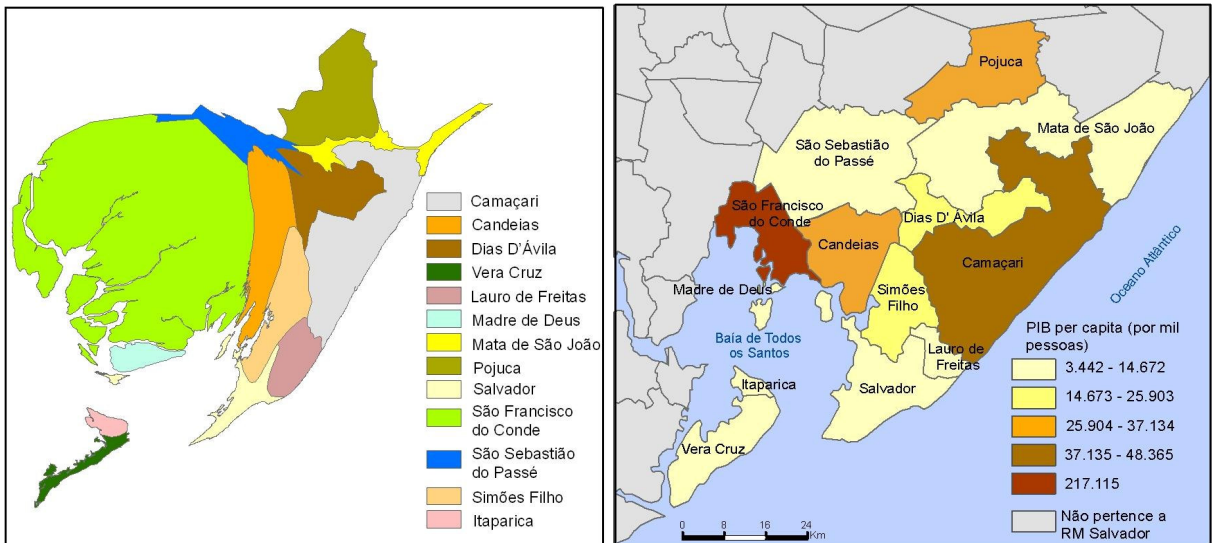 Camaçari
Candeias
Dias D'Ávila
Vera Cruz
Lauro de Freitas
Madre de Deus
Mata de São João
Pojuca
Salvador
São Francisco
do Conde
São Sebastião
do Passé
Simões Filho
Itaparica
Pojuca
Mata de São João
São Sebastião
do Passé
São Francisco
do Conde
Dias D' Ávila
Candeias
Camaçari
Oceano Atlântico
Simões
Filho
Madre de Deus
Baía de Todos
os Santos
Lauro de
Freitas
Itaparica
Salvador
Vera Cruz
PIB per capita (por mil
pessoas)
3.442 - 14.672
14.673 - 25.903
25.904 - 37.134
37.135 - 48.365
217.115
Não pertence a
RM Salvador
0 8 16 24
Km